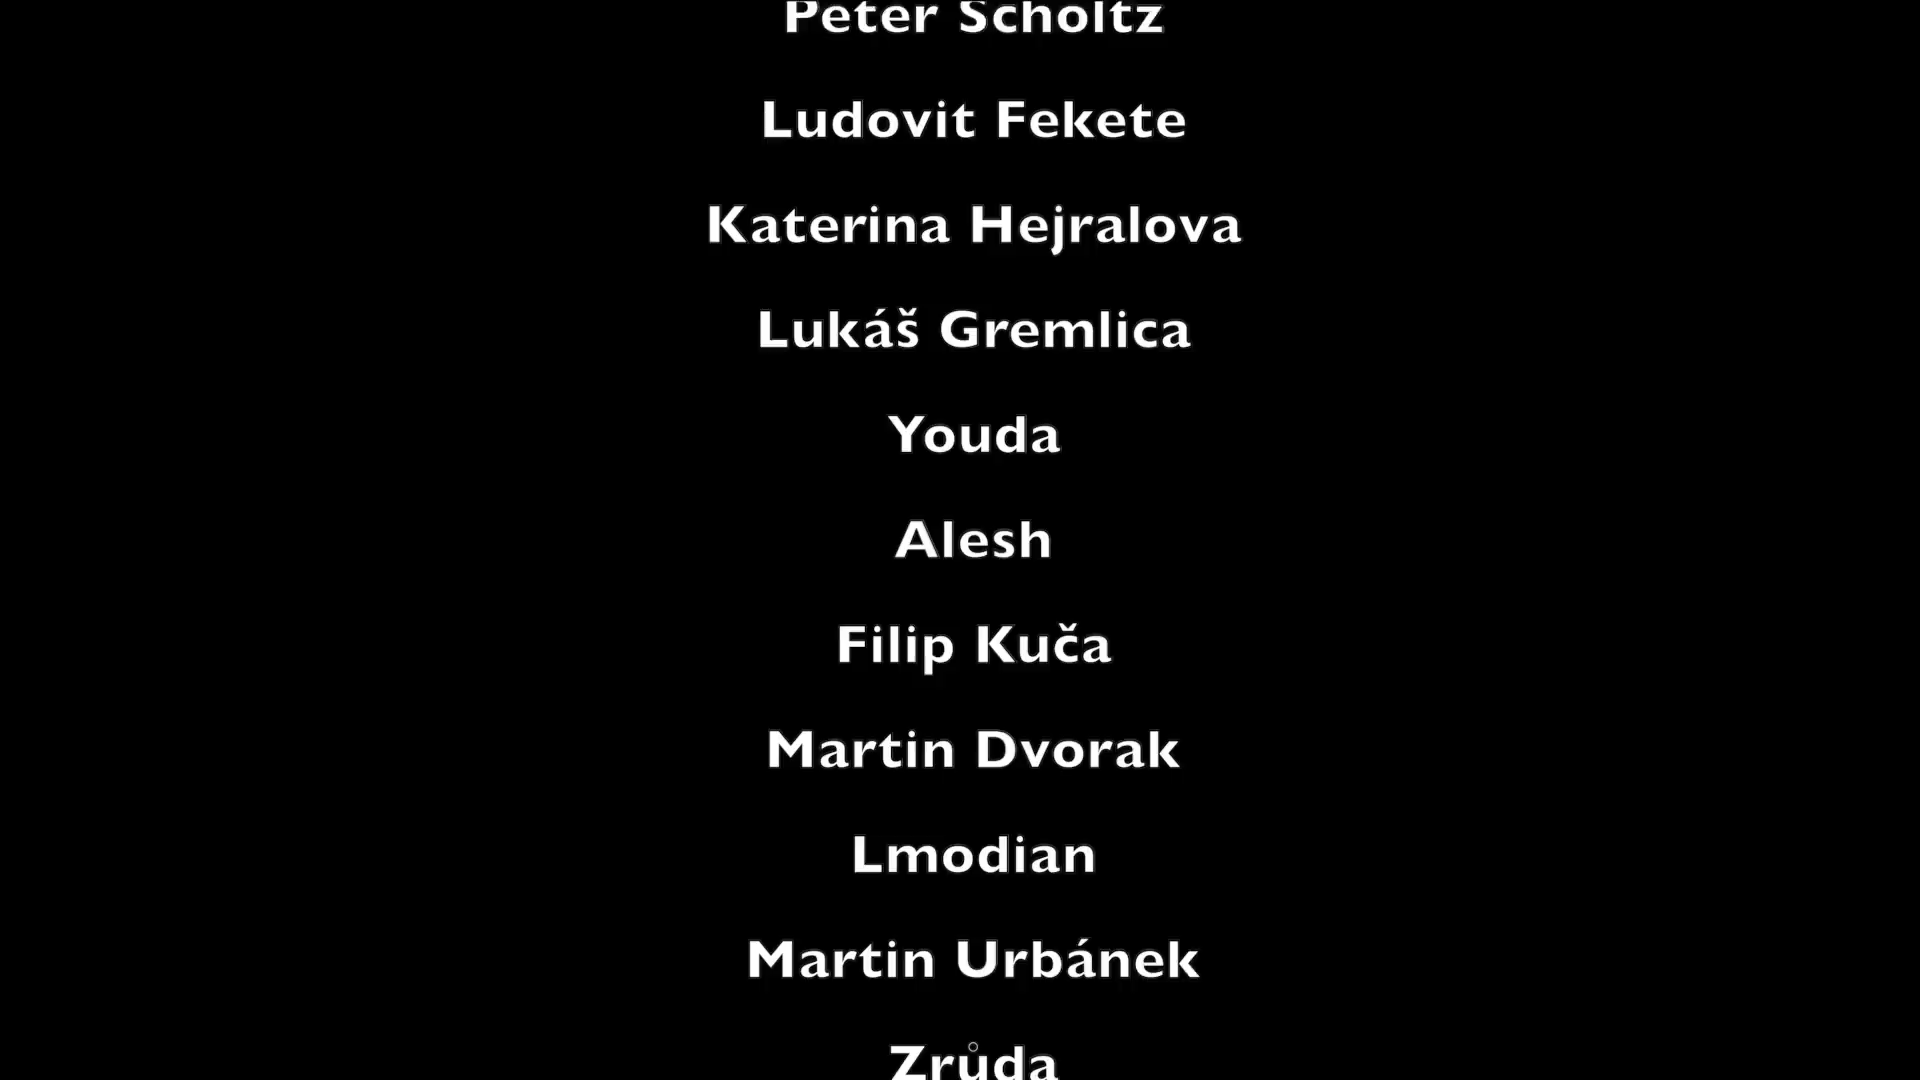 Peter Scholtz
Ludovit Fekete
Katerina Hejralova
Lukáš Gremlica
Youda
Alesh
Filip Kuča
Martin Dvorak
Lmodian
Martin Urbánek
Zrůda